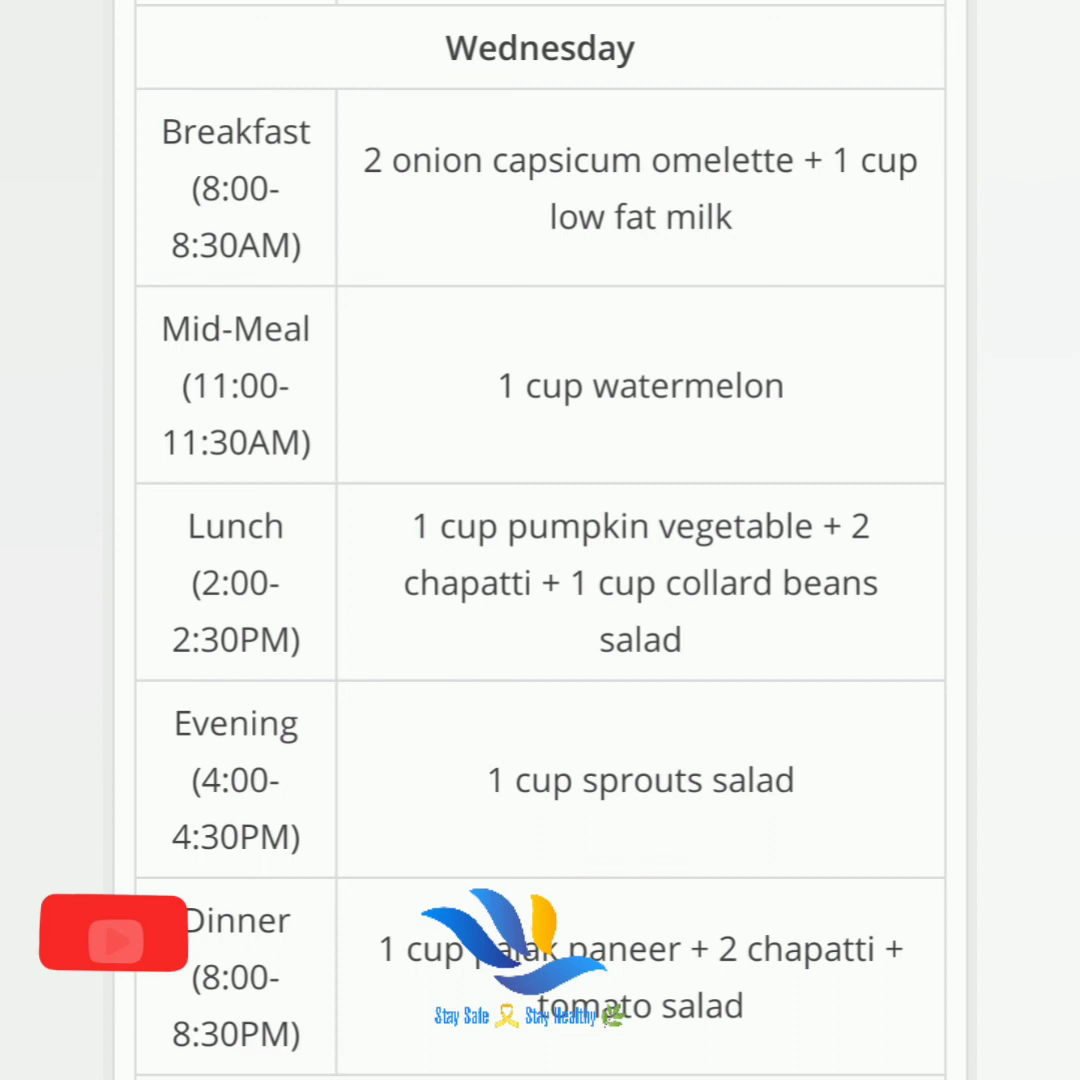 Wednesday
Breakfast
(8:00-
8:30AM)
2 onion capsicum omelette + 1 cup
low fat milk
Mid-Meal
(11:00-
11:30AM)
1 cup watermelon
Lunch
(2:00-
2:30PM)
1 cup pumpkin vegetable + 2
chapatti + 1 cup collard beans
salad
Evening
(4:00-
4:30PM)
1 cup sprouts salad
Dinner
(8:00-
8:30PM)
1 cup palak paneer + 2 chapatti +
tomato salad
Stay Safe 🎗 Stay Healthy 🌿